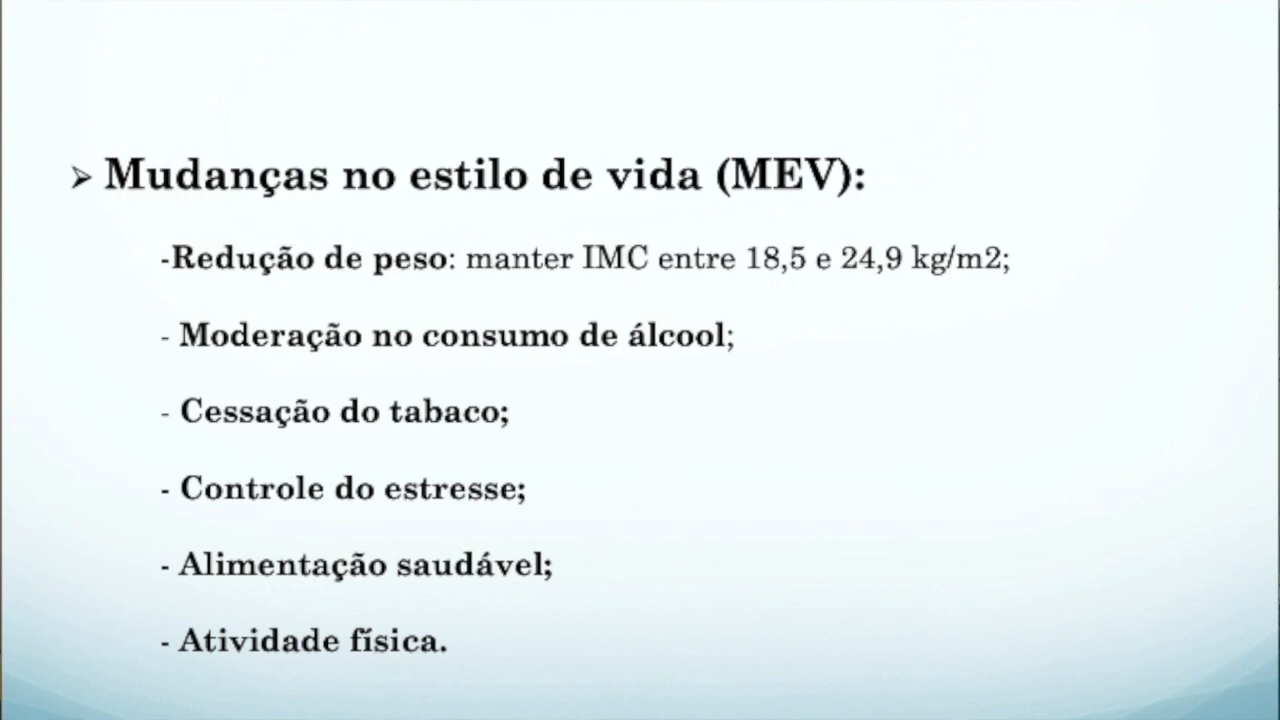 ➢ Mudanças no estilo de vida (MEV):
-Redução de peso: manter IMC entre 18,5 e 24,9 kg/m2;
- Moderação no consumo de álcool;
- Cessação do tabaco;
- Controle do estresse;
- Alimentação saudável;
- Atividade física.